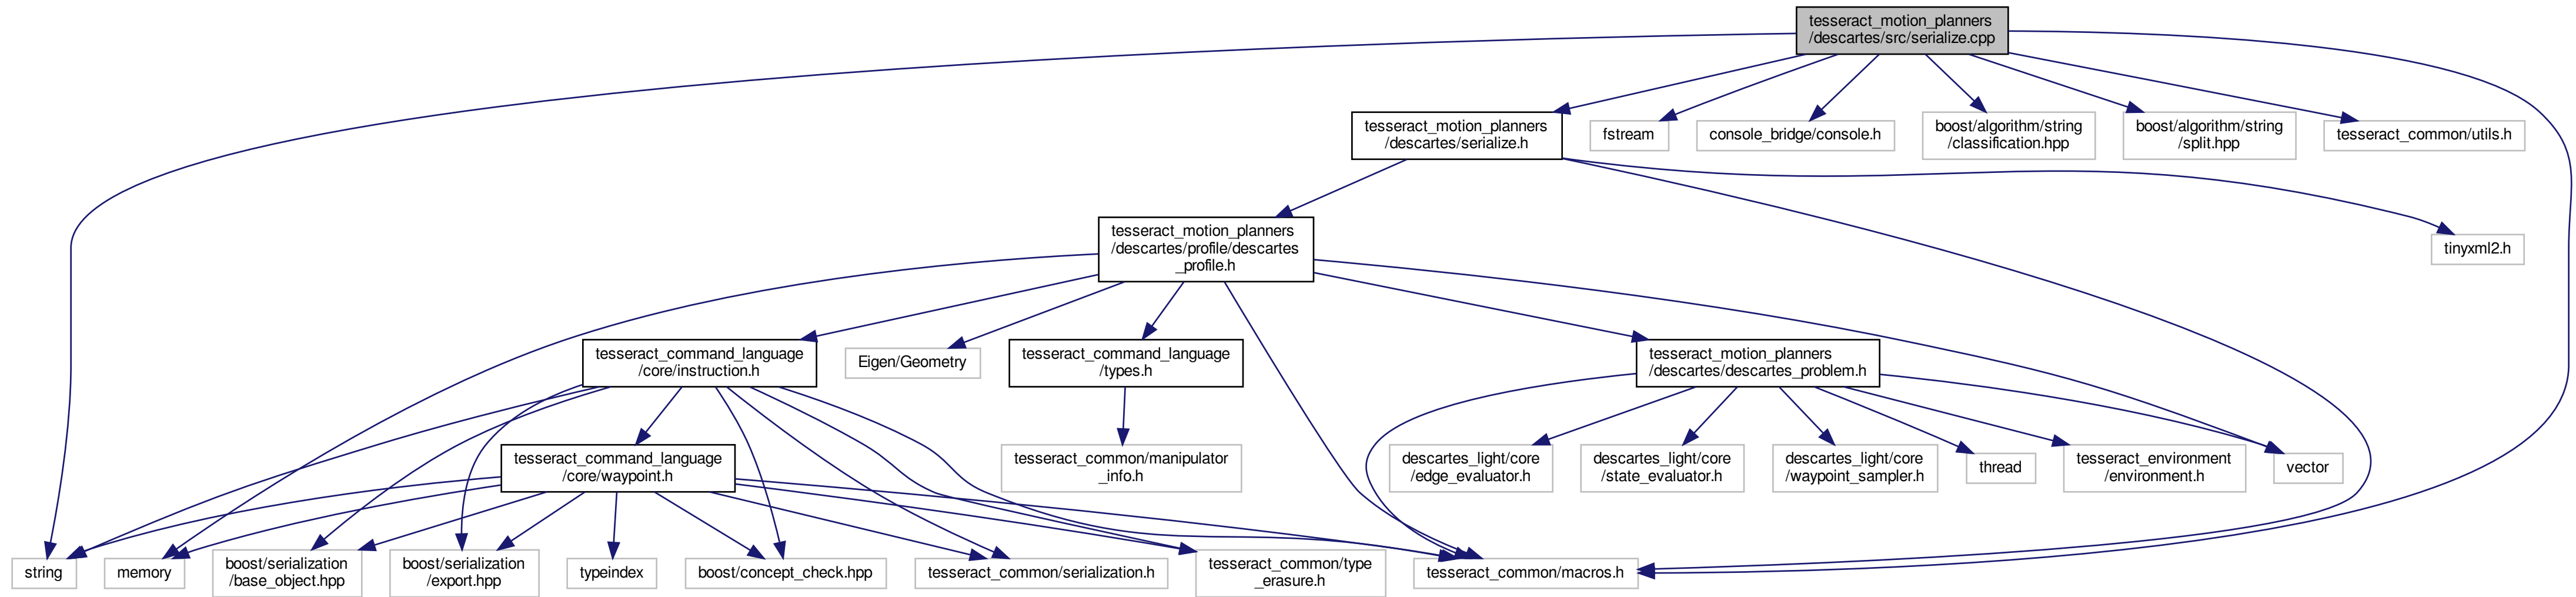 tesseract_motion_planners
/descartes/src/serialize.cpp
tesseract_motion_planners
/descartes/serialize.h
fstream
console_bridge/console.h
boost/algorithm/string
/classification.hpp
boost/algorithm/string
/split.hpp
tesseract_common/utils.h
tesseract_motion_planners
/descartes/profile/descartes
_profile.h
tinyxml2.h
tesseract_command_language
/core/instruction.h
Eigen/Geometry
tesseract_command_language
/types.h
tesseract_motion_planners
/descartes/descartes_problem.h
tesseract_command_language
/core/waypoint.h
tesseract_common/manipulator
_info.h
descartes_light/core
/edge_evaluator.h
descartes_light/core
/state_evaluator.h
descartes_light/core
/waypoint_sampler.h
thread
tesseract_environment
/environment.h
vector
string
memory
boost/serialization
/base_object.hpp
boost/serialization
/export.hpp
typeindex
boost/concept_check.hpp
tesseract_common/serialization.h
tesseract_common/type
_erasure.h
tesseract_common/macros.h